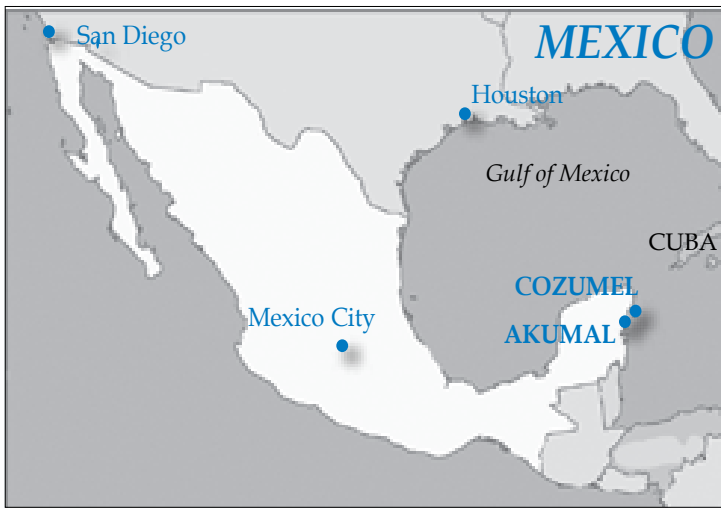 MEXICO
San Diego
Houston
Gulf of Mexico
CUBA
COZUMEL
Mexico City
AKUMAL